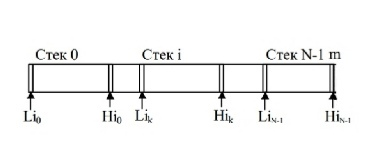 Стек 0 Стек i Стек N-1 m
Li₀ Hi₀ Liₖ Hiₖ Liₙ₋₁ Hiₙ₋₁